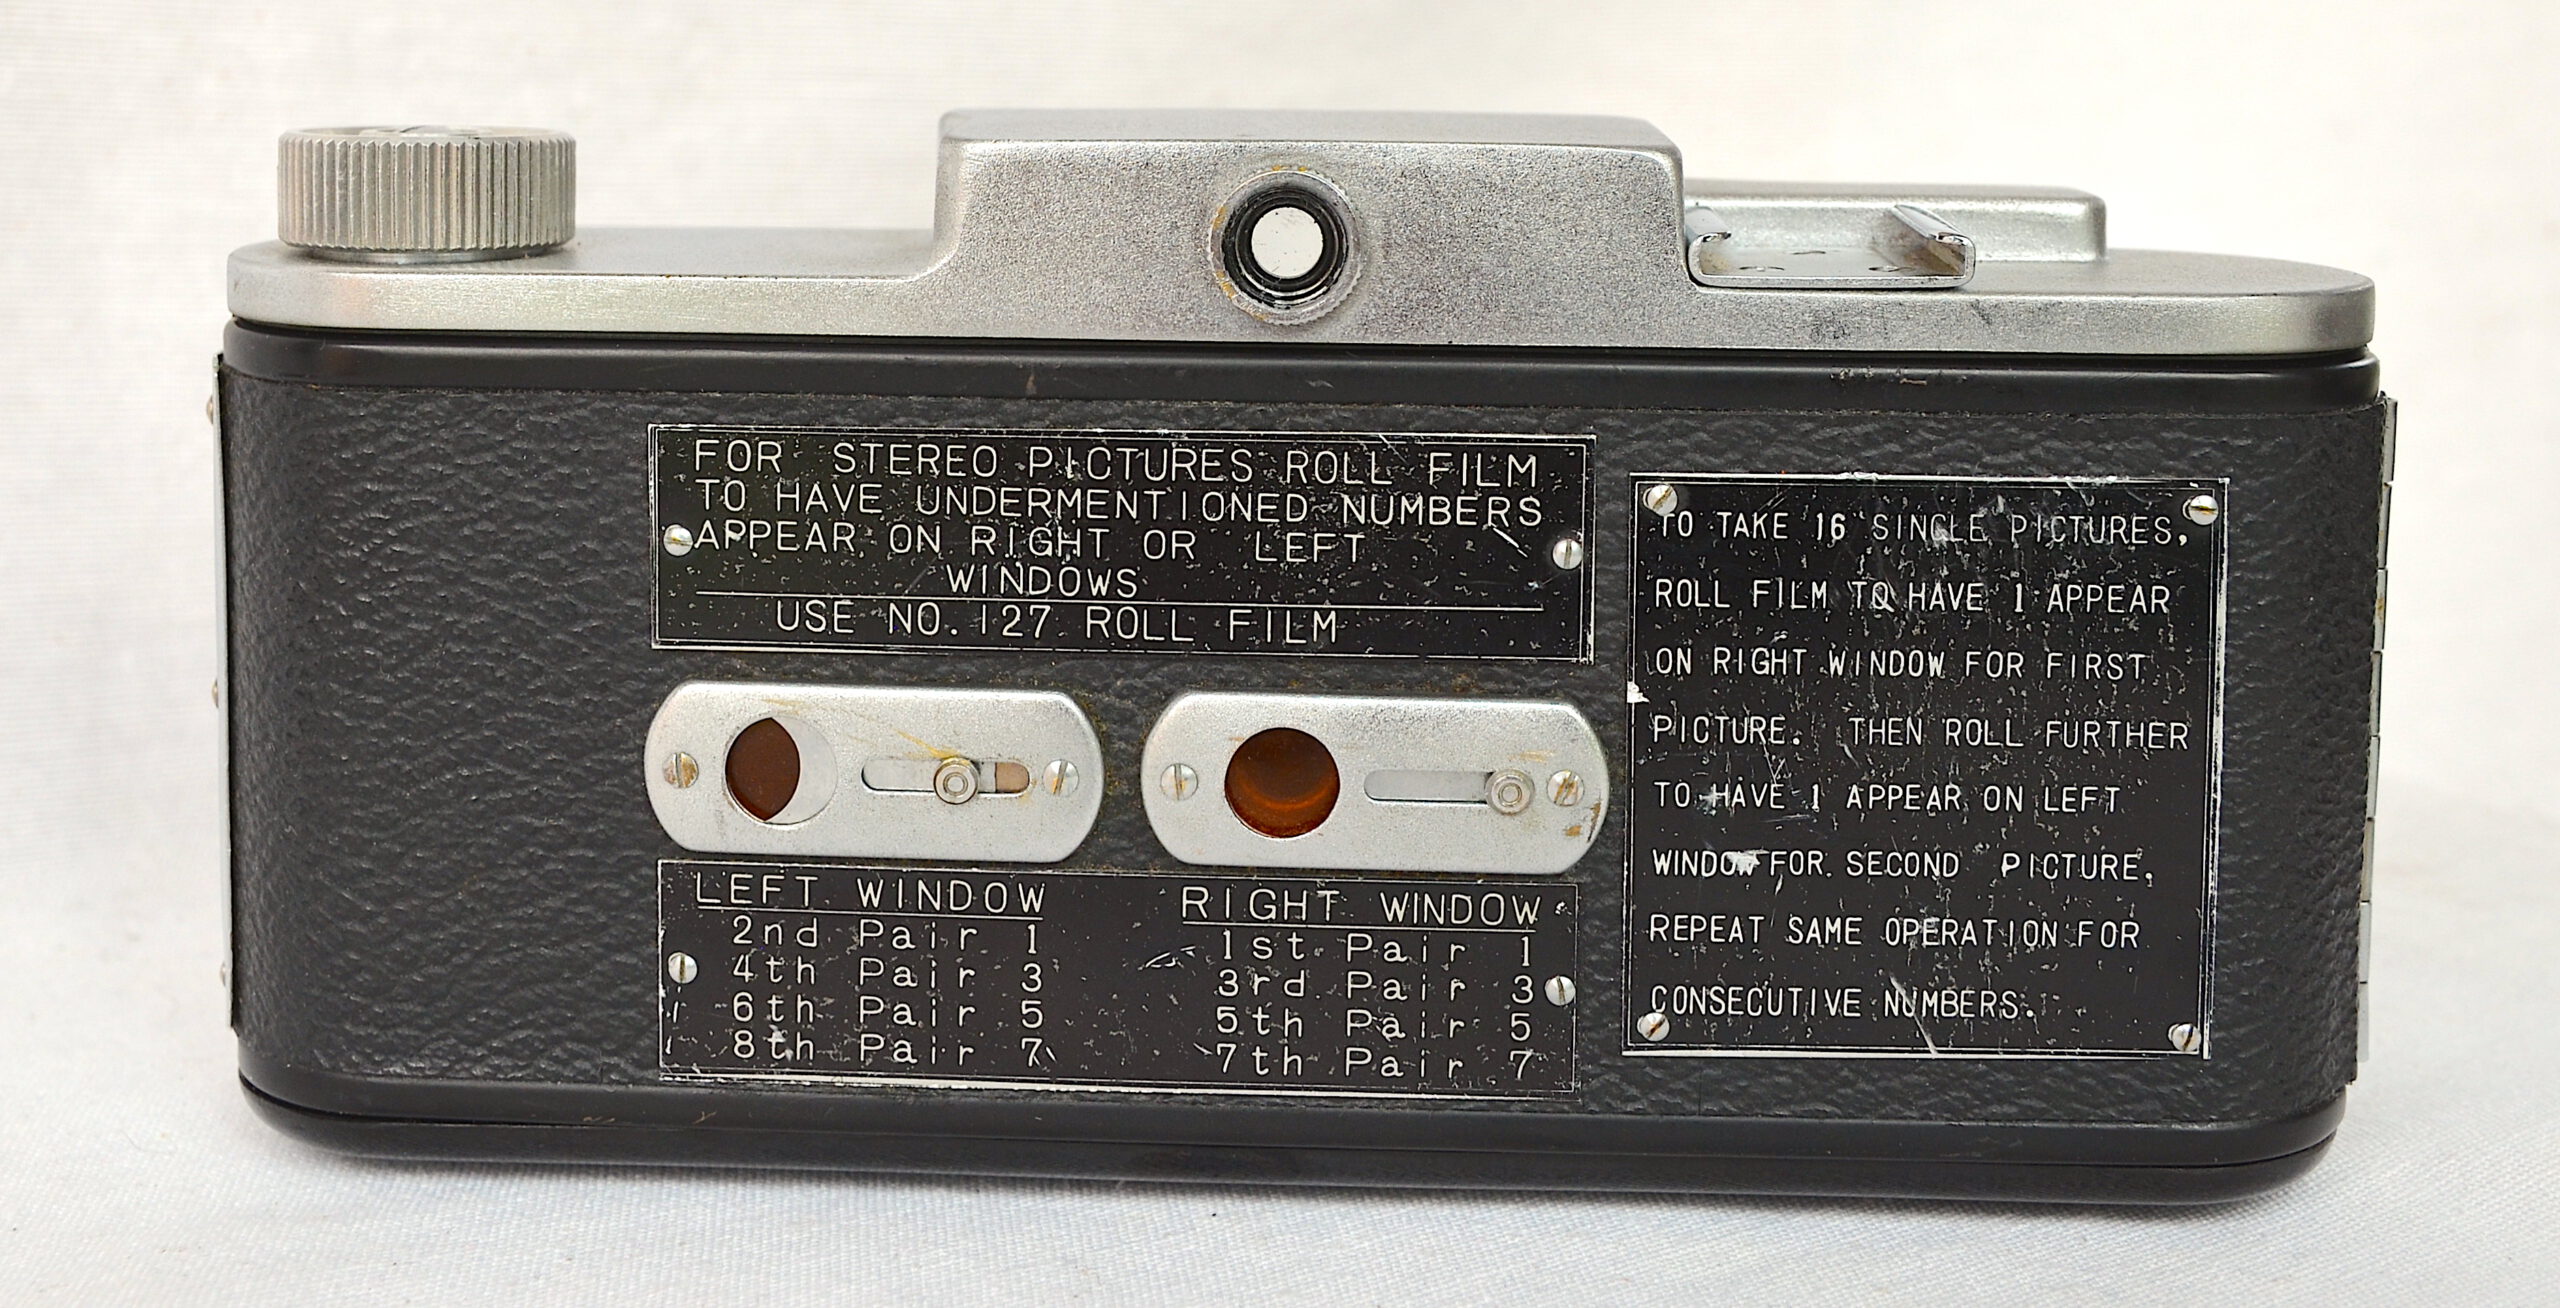 FOR STEREO PICTURES ROLL FILM
TO HAVE UNDERMENTIONED NUMBERS
APPEAR ON RIGHT OR LEFT
WINDOWS
USE NO. 127 ROLL FILM
LEFT WINDOW
2nd Pair 1
4th Pair 3
6th Pair 5
8th Pair 7
RIGHT WINDOW
1st Pair 1
3rd Pair 3
5th Pair 5
7th Pair 7
TO TAKE 16 SINGLE PICTURES,
ROLL FILM TO HAVE 1 APPEAR
ON RIGHT WINDOW FOR FIRST
PICTURE. THEN ROLL FURTHER
TO HAVE 1 APPEAR ON LEFT
WINDOW FOR SECOND PICTURE,
REPEAT SAME OPERATION FOR
CONSECUTIVE NUMBERS.